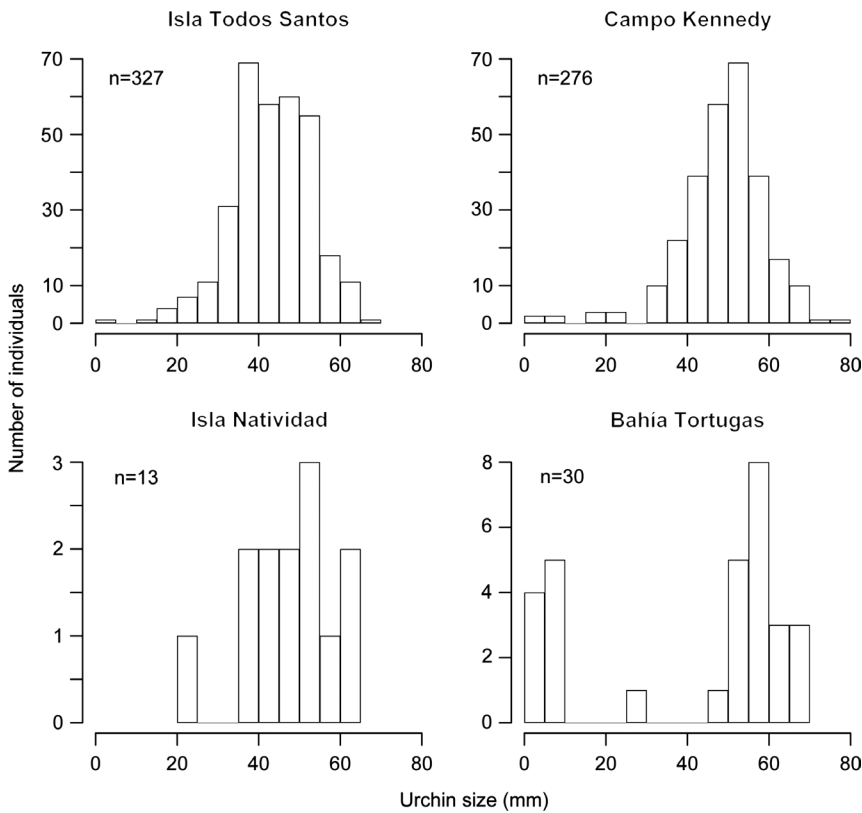 Isla Todos Santos
70
50
30
10
0
n=327
0 20 40 60 80
Campo Kennedy
70
50
30
10
0
n=276
0 20 40 60 80
Number of individuals
Isla Natividad
3
2
1
0
n=13
0 20 40 60 80
Bahía Tortugas
8
6
4
2
0
n=30
0 20 40 60 80
Urchin size (mm)